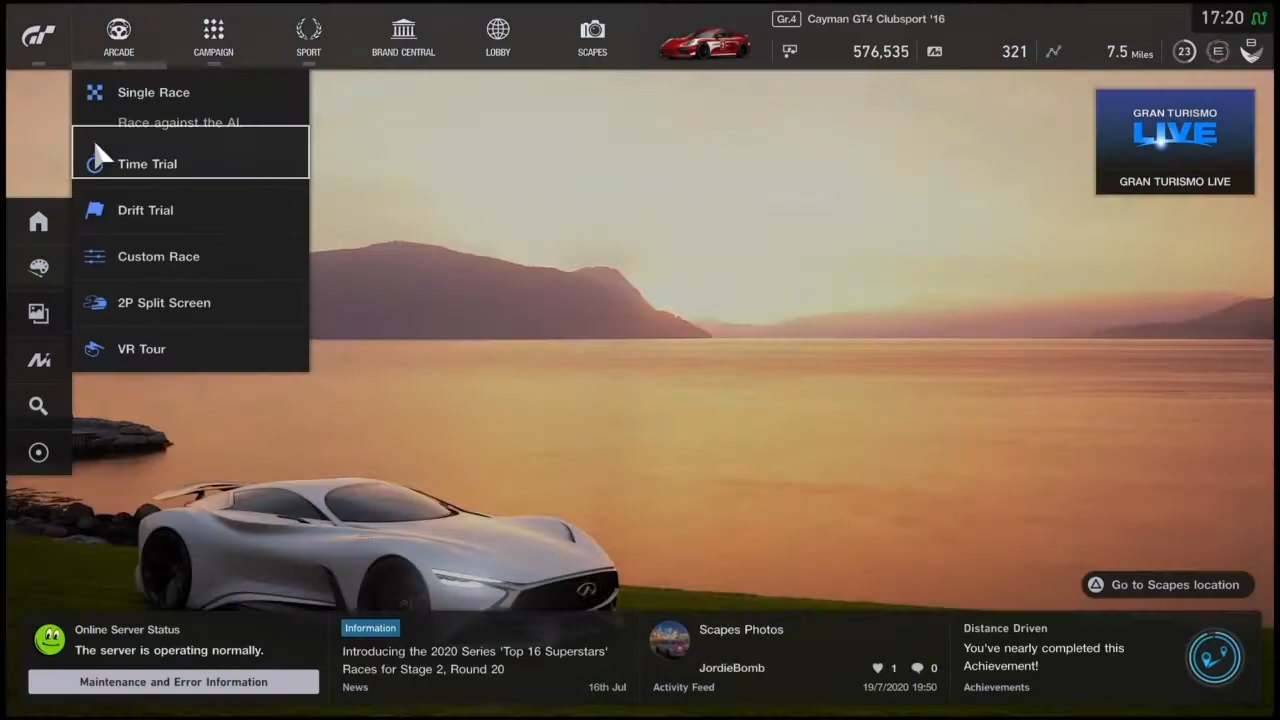 ARCADE
CAMPAIGN
SPORT
BRAND CENTRAL
LOBBY
SCAPES
Gr.4 Cayman GT4 Clubsport '16
576,535
321
7.5 Miles
23
E
17:20
Single Race
Race against the AI.
Time Trial
Drift Trial
Custom Race
2P Split Screen
VR Tour
GRAN TURISMO
LIVE
GRAN TURISMO LIVE
Go to Scapes location
Online Server Status
The server is operating normally.
Maintenance and Error Information
Information
Introducing the 2020 Series 'Top 16 Superstars'
Races for Stage 2, Round 20
News
16th Jul
Scapes Photos
JordieBomb
1
0
Activity Feed
19/7/2020 19:50
Distance Driven
You've nearly completed this
Achievement!
Achievements